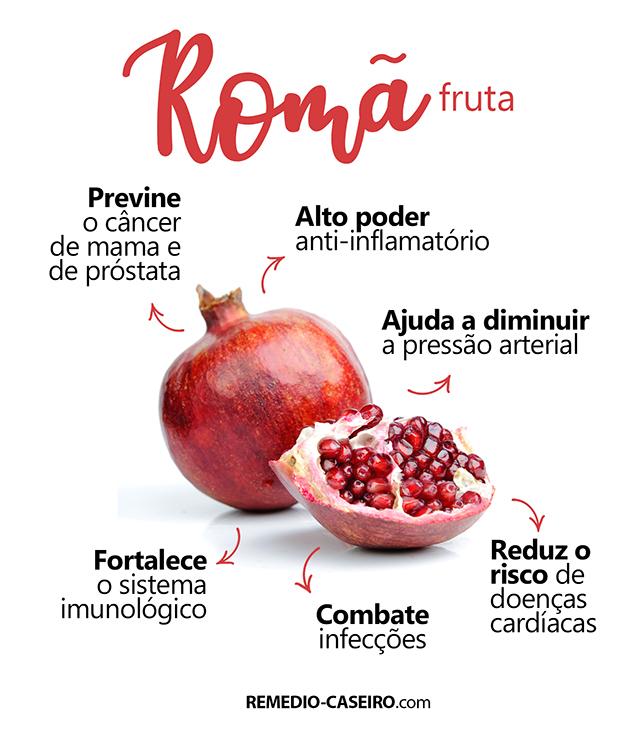 Romã fruta
Previne
o câncer
de mama e
de próstata
Alto poder
anti-inflamatório
Ajuda a diminuir
a pressão arterial
Fortalece
o sistema
imunológico
Combate
infecções
Reduz o
risco de
doenças
cardíacas
REMEDIO-CASEIRO.com